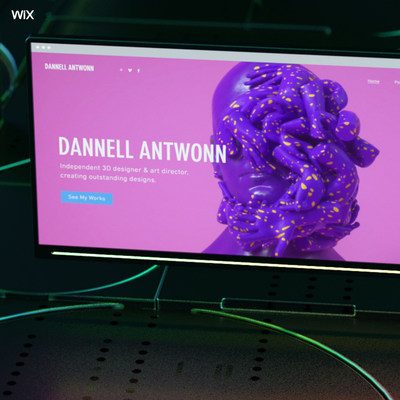 WIX
DANNELL ANTWONN
Home
DANNELL ANTWONN
Independent 3D designer & art director,
creating outstanding designs.
See My Works